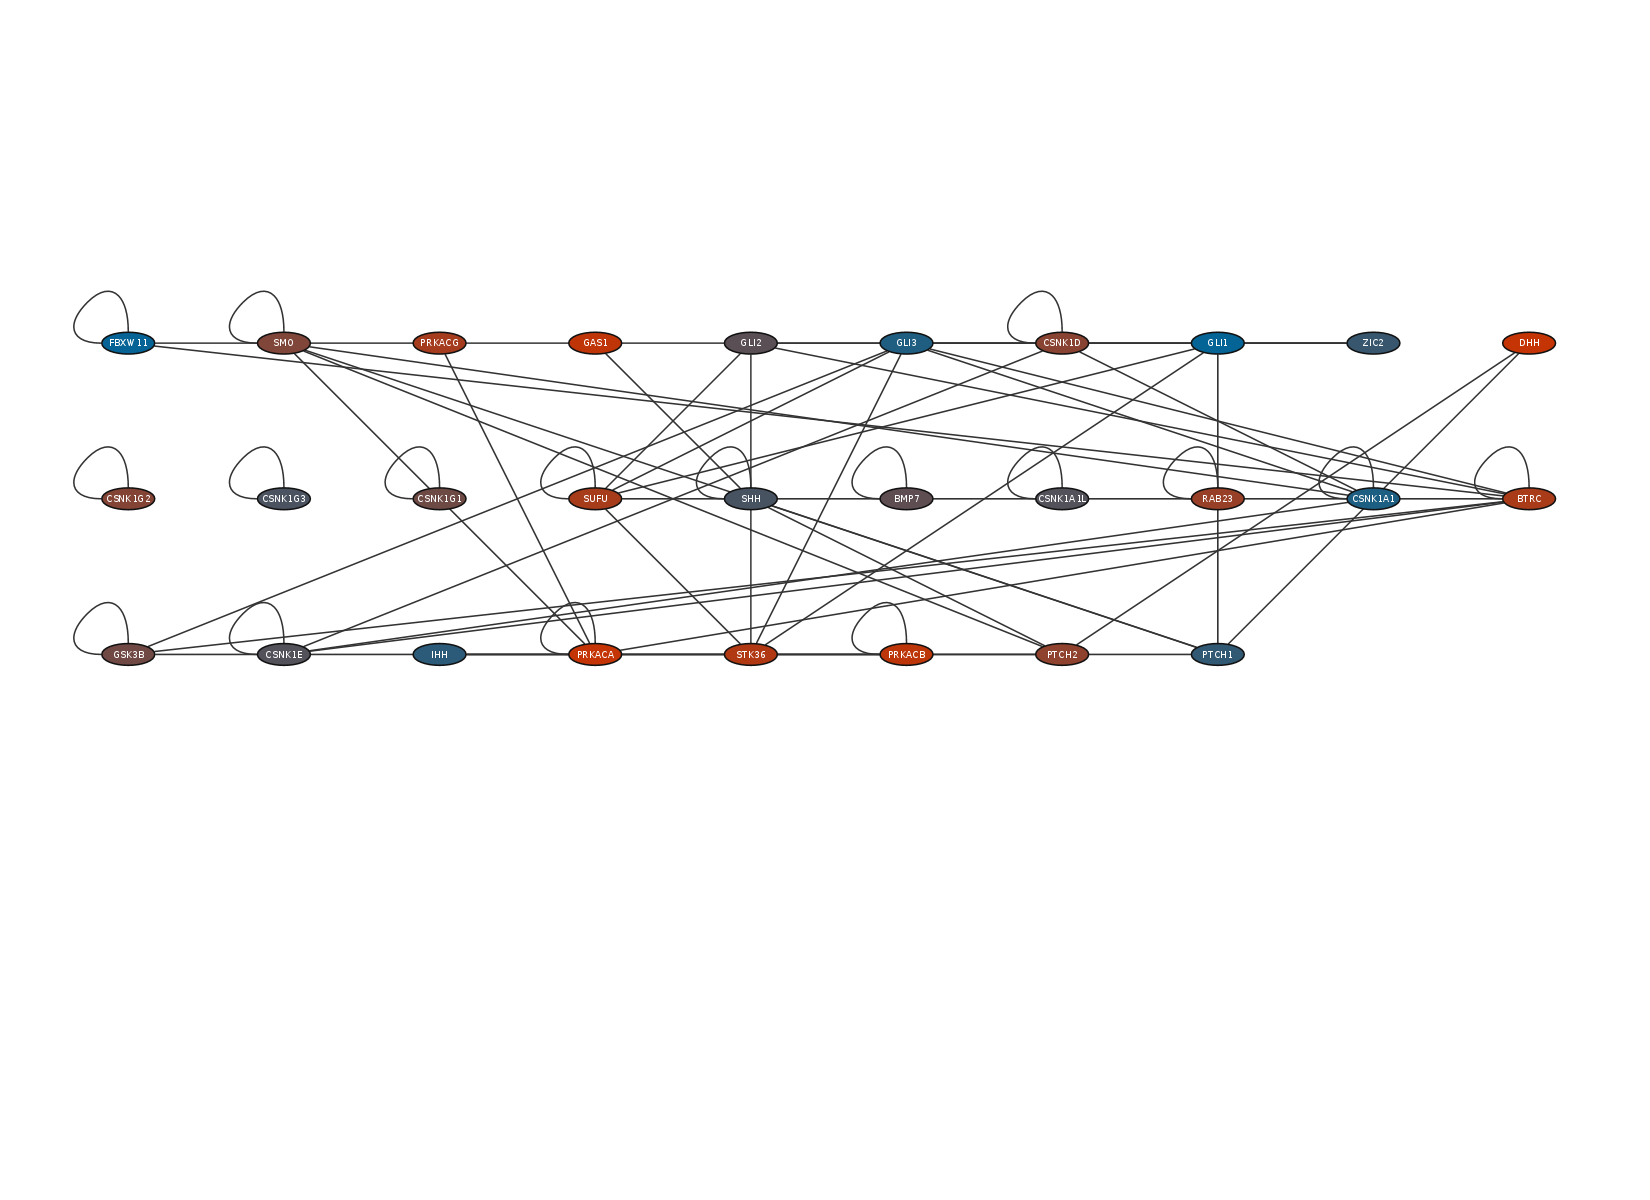 FBXW11 SMO PRKACG GAS1 GLI2 GLI3 CSNK1D GLI1 ZIC2 DHH
CSNK1G2 CSNK1G3 CSNK1G1 SUFU SHH BMP7 CSNK1A1L RAB23 CSNK1A1 BTRC
GSK3B CSNK1E IHH PRKACA STK36 PRKACB PTCH2 PTCH1